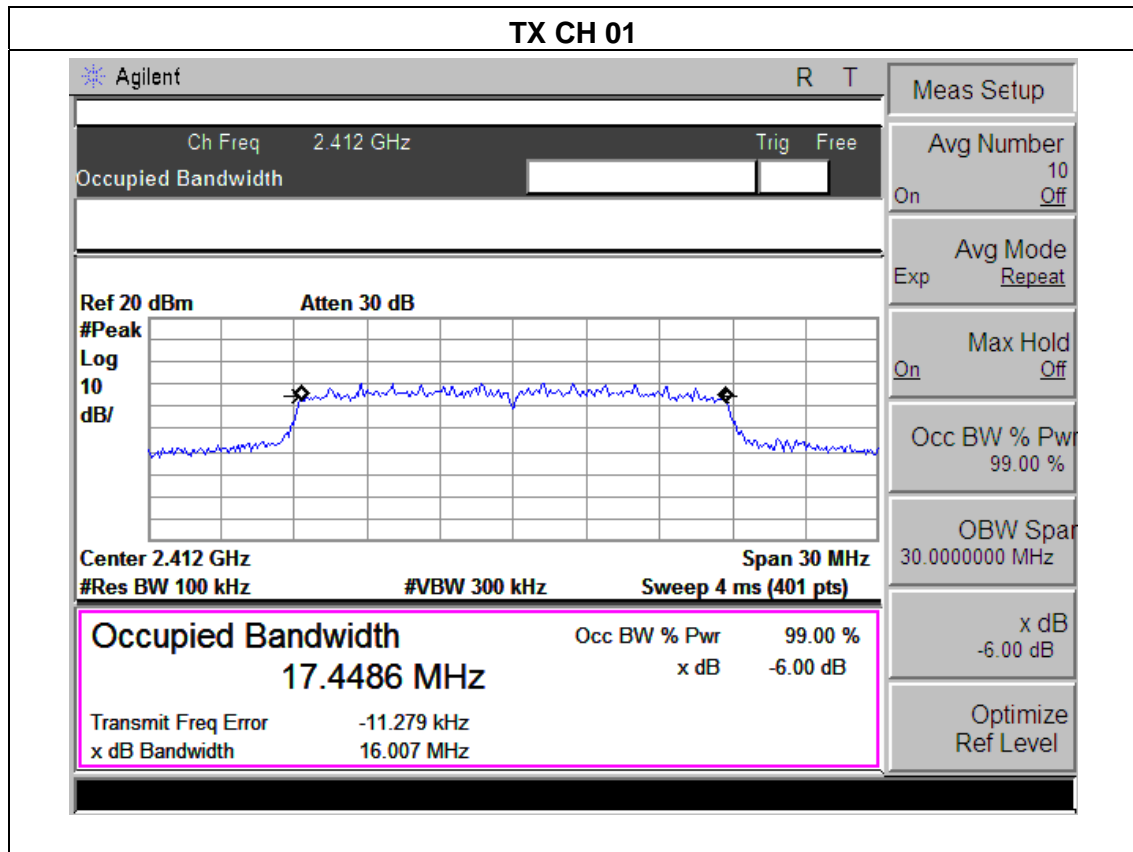 TX CH 01
Agilent R T
Ch Freq 2.412 GHz Trig Free
Occupied Bandwidth
Ref 20 dBm Atten 30 dB
#Peak
Log
10
dB/
Center 2.412 GHz Span 30 MHz
#Res BW 100 kHz #VBW 300 kHz Sweep 4 ms (401 pts)
Occupied Bandwidth Occ BW % Pwr 99.00 %
17.4486 MHz x dB -6.00 dB
Transmit Freq Error -11.279 kHz
x dB Bandwidth 16.007 MHz
Meas Setup
Avg Number
10
On Off
Avg Mode
Exp Repeat
Max Hold
On Off
Occ BW % Pwr
99.00 %
OBW Span
30.0000000 MHz
x dB
-6.00 dB
Optimize
Ref Level